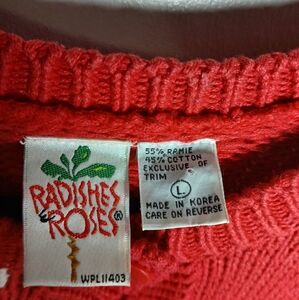 RADISHES
& ROSES®
WPL11403
55% RAMIE
45% COTTON
EXCLUSIVE OF
TRIM
L
MADE IN KOREA
CARE ON REVERSE